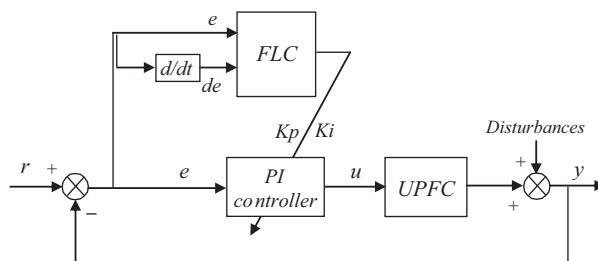 e
FLC
d/dt
de
Kp Ki
Disturbances
r + e PI controller u UPFC + + y
−